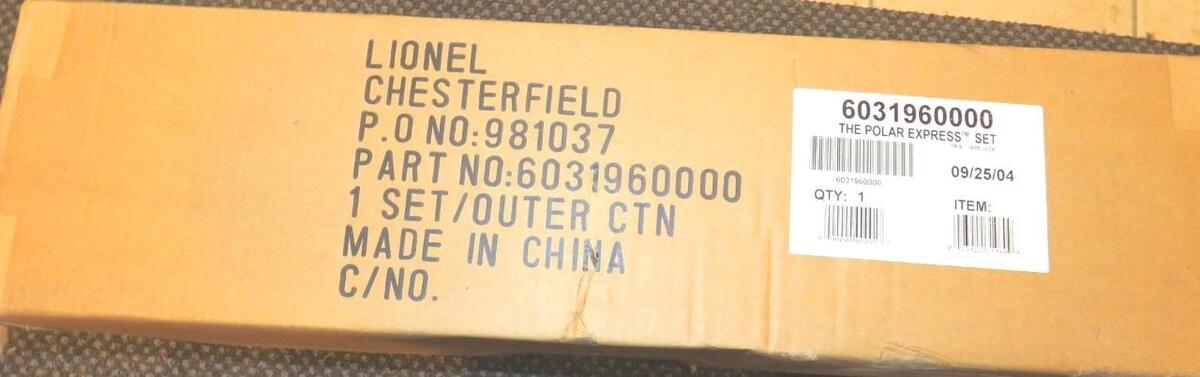 LIONEL
CHESTERFIELD
P.O NO:981037
PART NO:6031960000
1 SET/OUTER CTN
MADE IN CHINA
C/NO.
6031960000
THE POLAR EXPRESS™ SET
6031960000
09/25/04
QTY: 1
ITEM: